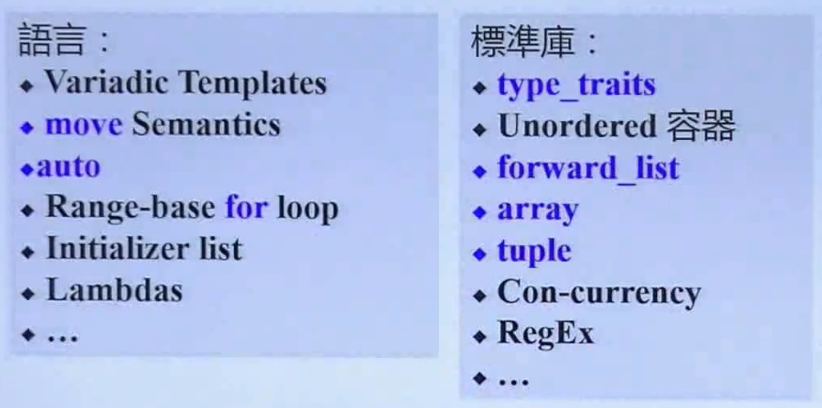 語言：
◆ Variadic Templates
◆ move Semantics
◆auto
◆ Range-base for loop
◆ Initializer list
◆ Lambdas
◆ ...
標準庫：
◆ type_traits
◆ Unordered 容器
◆ forward_list
◆ array
◆ tuple
◆ Con-currency
◆ RegEx
◆ ...